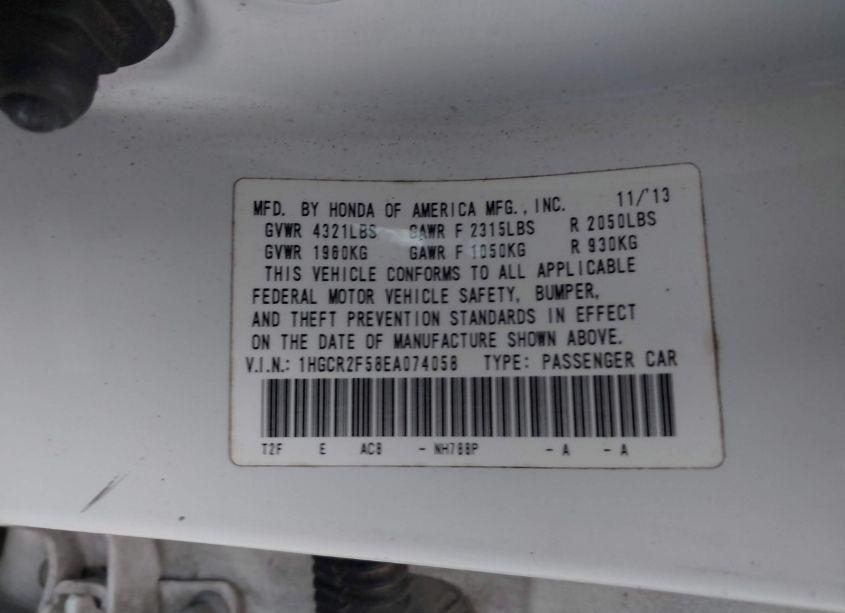 MFD. BY HONDA OF AMERICA MFG., INC. 11/'13
GVWR 4321LBS GAWR F 2315LBS R 2050LBS
GVWR 1960KG GAWR F 1050KG R 930KG
THIS VEHICLE CONFORMS TO ALL APPLICABLE
FEDERAL MOTOR VEHICLE SAFETY, BUMPER,
AND THEFT PREVENTION STANDARDS IN EFFECT
ON THE DATE OF MANUFACTURE SHOWN ABOVE.
V.I.N.: 1HGCR2F58EA074058 TYPE: PASSENGER CAR
T2F E AC8 - NH788P - A - A